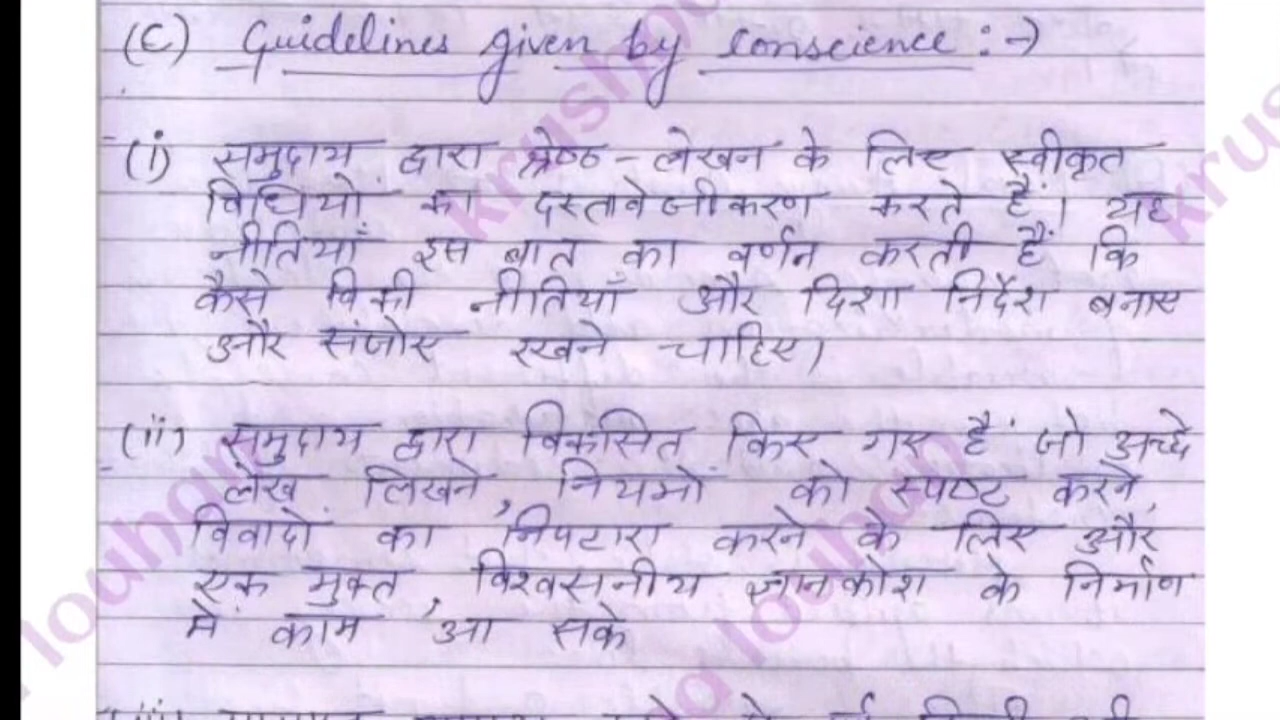 (C) Guidelines given by conscience :→
(i) समुदाय द्वारा श्रेष्ठ - लेखन के लिए स्वीकृत
विधियों का दस्तावेजीकरण करते हैं। यह
नीतियाँ इस बात का वर्णन करती हैं कि
कैसे विकी नीतियाँ और दिशा निर्देश बनाए
और संजोए रखने चाहिए।
(ii) समुदाय द्वारा विकसित किए गए हैं जो अच्छे
लेख लिखने, नियमों को स्पष्ट करने,
विवादों का निपटारा करने के लिए और
एक मुक्त, विश्वसनीय ज्ञानकोश के निर्माण
में काम आ सके